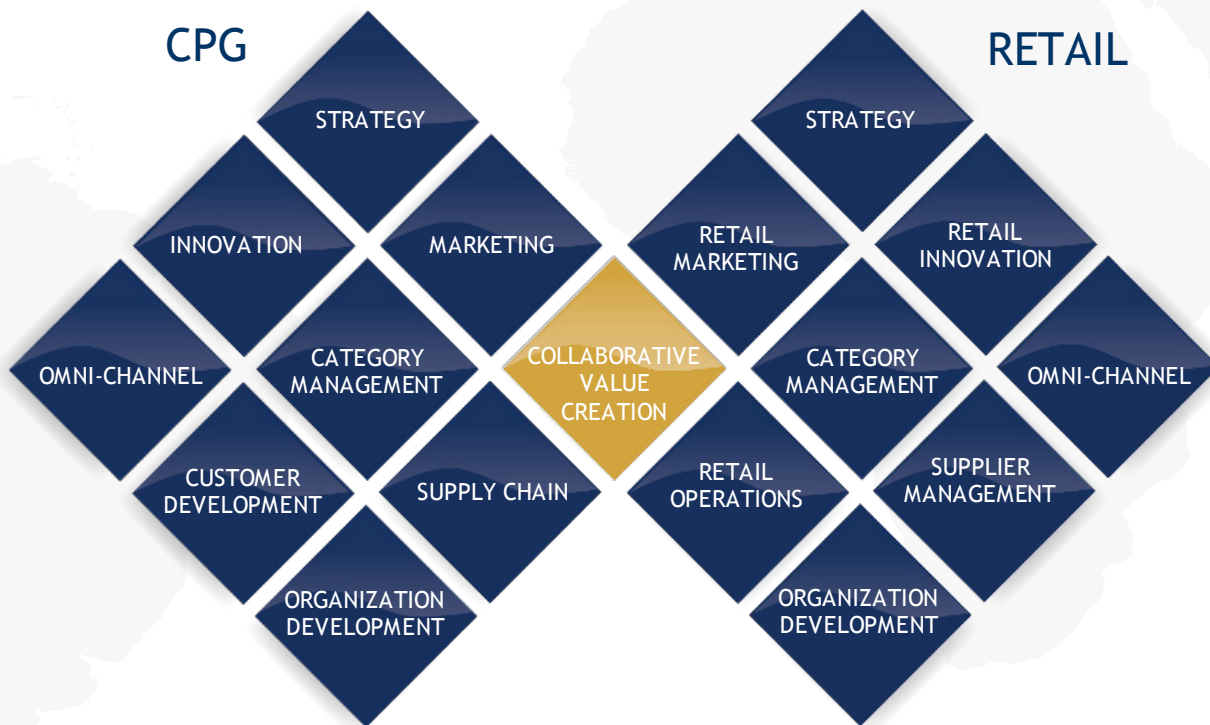 CPG
RETAIL
STRATEGY
STRATEGY
INNOVATION
MARKETING
RETAIL
MARKETING
RETAIL
INNOVATION
OMNI-CHANNEL
CATEGORY
MANAGEMENT
COLLABORATIVE
VALUE
CREATION
CATEGORY
MANAGEMENT
OMNI-CHANNEL
CUSTOMER
DEVELOPMENT
SUPPLY CHAIN
RETAIL
OPERATIONS
SUPPLIER
MANAGEMENT
ORGANIZATION
DEVELOPMENT
ORGANIZATION
DEVELOPMENT